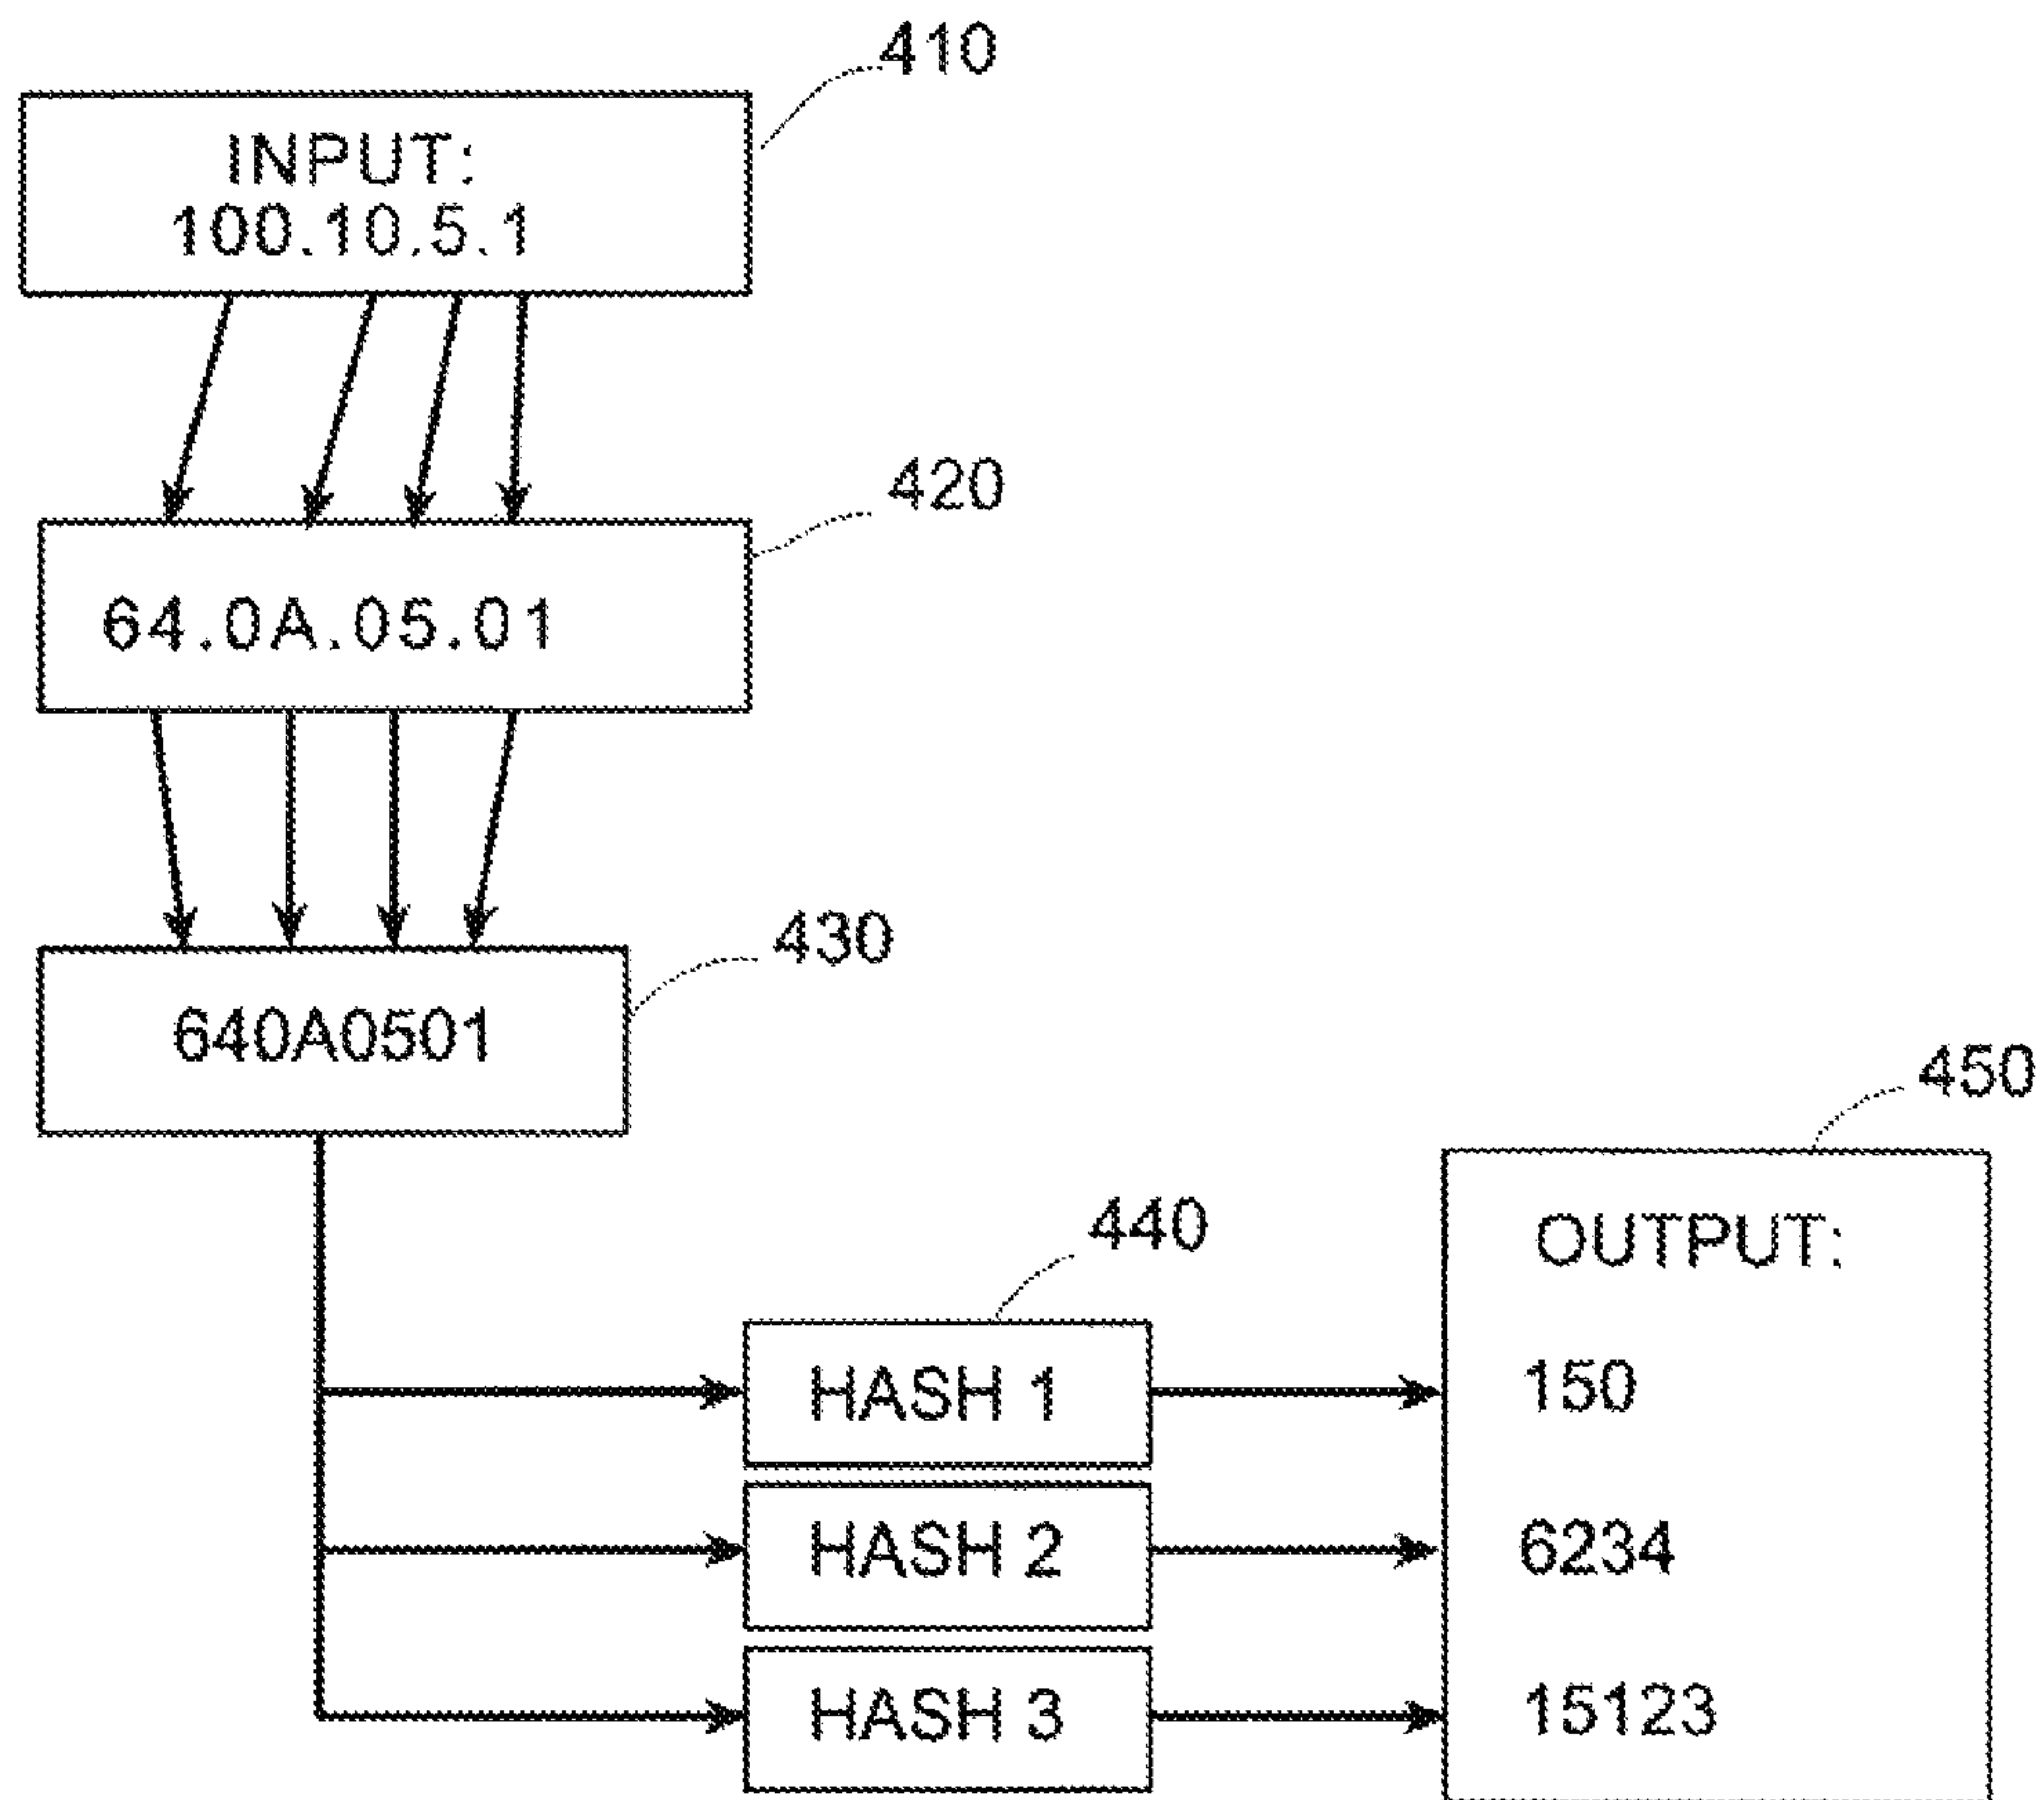 410
INPUT:
100.10.5.1
420
64.0A.05.01
430
640A0501
450
440
OUTPUT:
HASH 1
150
HASH 2
6234
HASH 3
15123